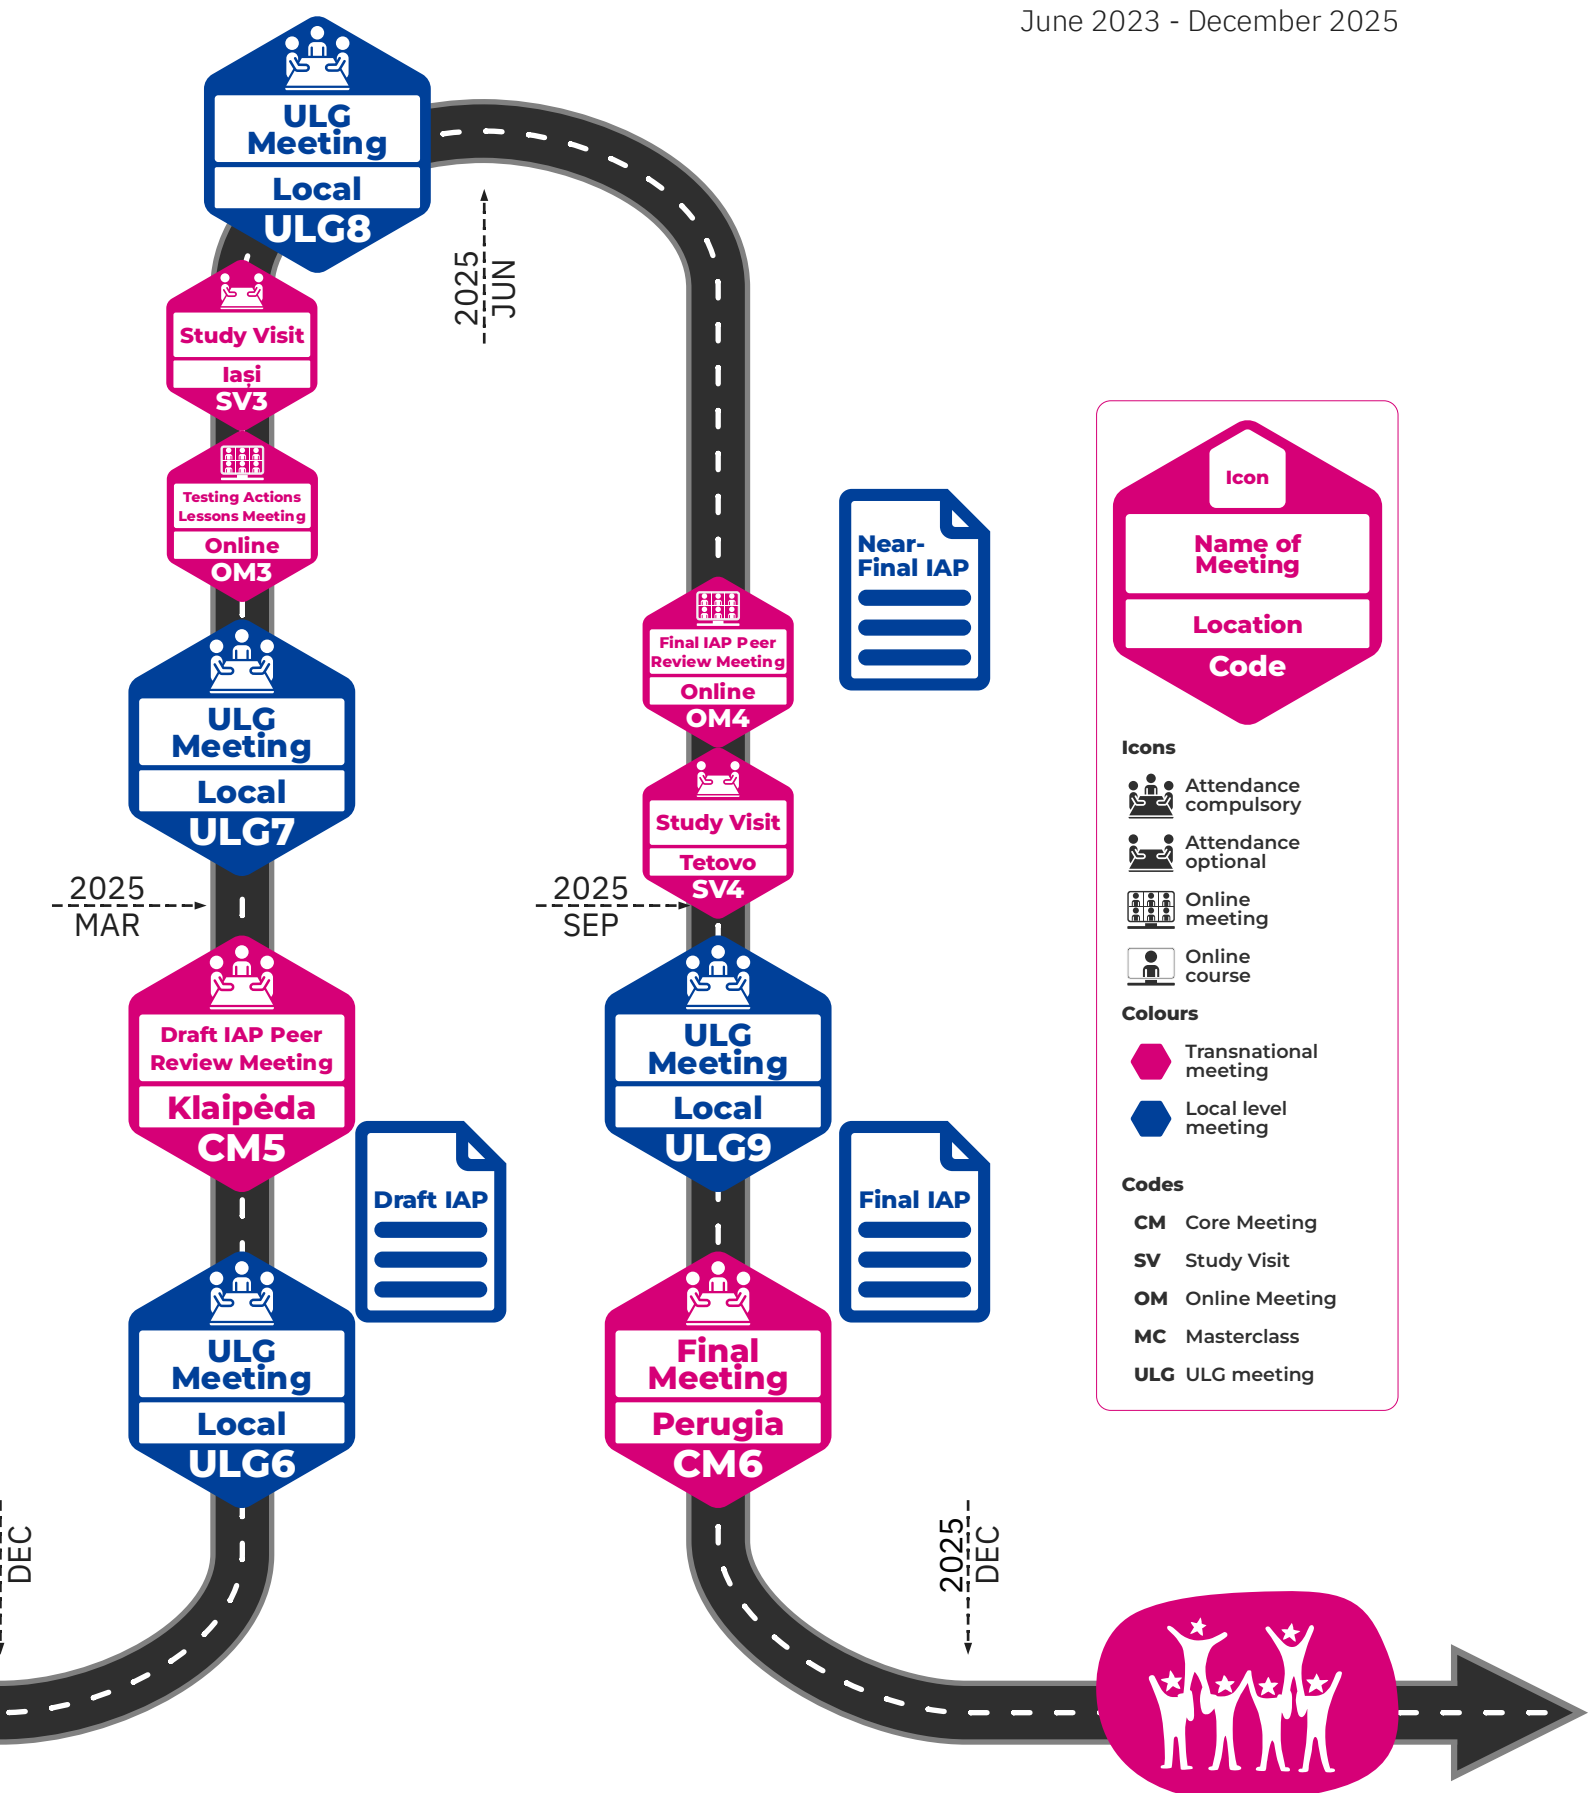 June 2023 - December 2025
ULG
Meeting
Local
ULG8
Study Visit
Iași
SV3
Testing Actions
Lessons Meeting
Online
OM3
ULG
Meeting
Local
ULG7
2025
MAR
Draft IAP Peer
Review Meeting
Klaipėda
CM5
Draft IAP
ULG
Meeting
Local
ULG6
DEC
2025
JUN
Near-
Final IAP
Final IAP Peer
Review Meeting
Online
OM4
Study Visit
Tetovo
SV4
2025
SEP
ULG
Meeting
Local
ULG9
Final IAP
Final
Meeting
Perugia
CM6
2025
DEC
Icon
Name of
Meeting
Location
Code
Icons
Attendance
compulsory
Attendance
optional
Online
meeting
Online
course
Colours
Transnational
meeting
Local level
meeting
Codes
CM Core Meeting
SV Study Visit
OM Online Meeting
MC Masterclass
ULG ULG meeting